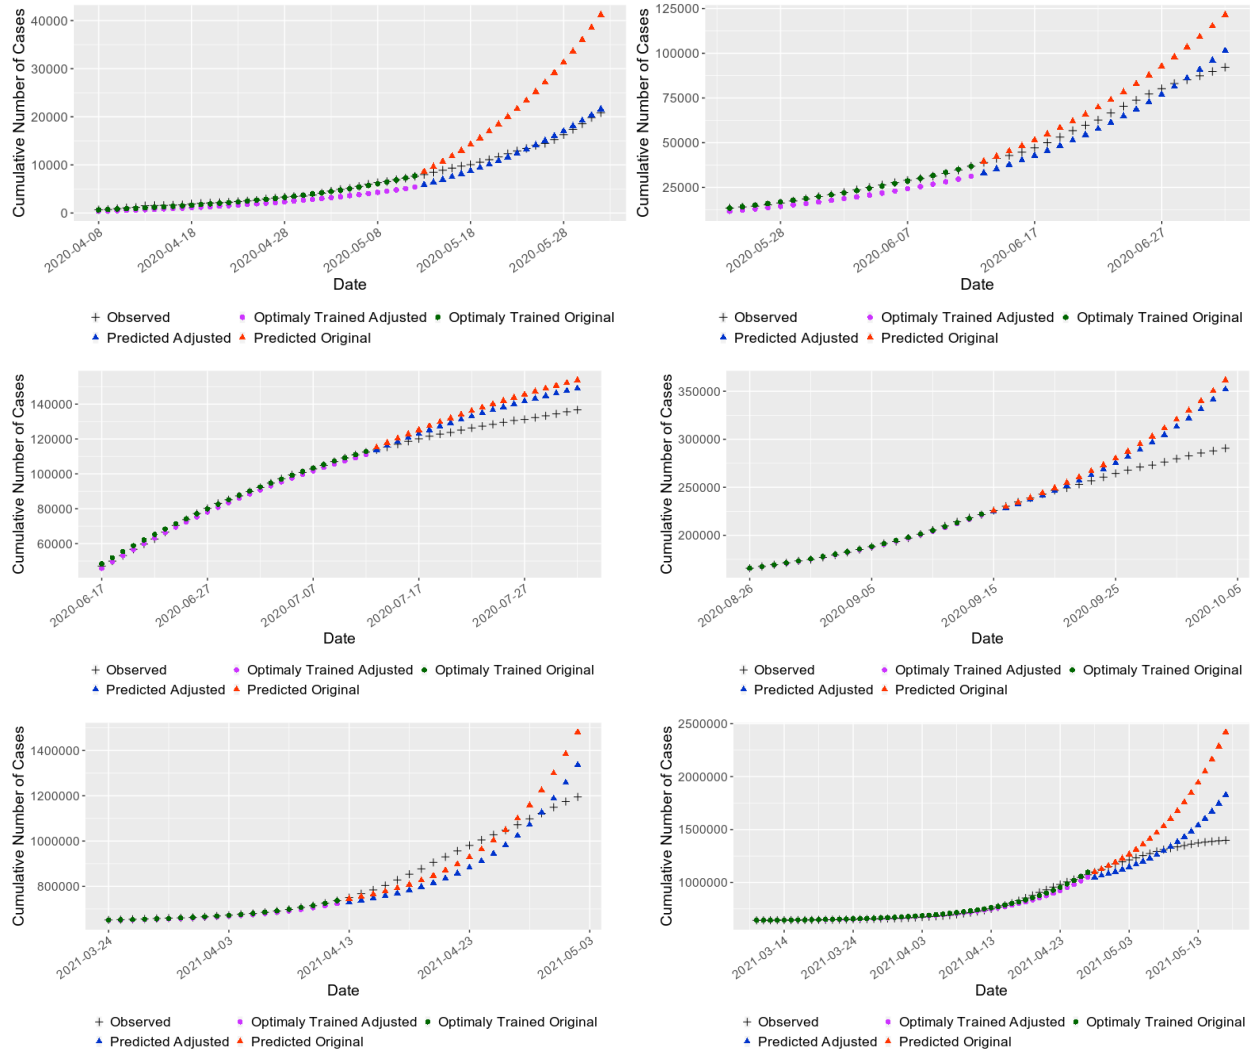 Cumulative Number of Cases
40000
30000
20000
10000
0
2020-04-08
2020-04-18
2020-04-28
2020-05-08
2020-05-18
2020-05-28
Date
Observed
Optimaly Trained Adjusted
Optimaly Trained Original
Predicted Adjusted
Predicted Original
Cumulative Number of Cases
125000
100000
75000
50000
25000
2020-05-28
2020-06-07
2020-06-17
2020-06-27
Date
Observed
Optimaly Trained Adjusted
Optimaly Trained Original
Predicted Adjusted
Predicted Original
Cumulative Number of Cases
140000
120000
100000
80000
60000
2020-06-17
2020-06-27
2020-07-07
2020-07-17
2020-07-27
Date
Observed
Optimaly Trained Adjusted
Optimaly Trained Original
Predicted Adjusted
Predicted Original
Cumulative Number of Cases
350000
300000
250000
200000
2020-08-26
2020-09-05
2020-09-15
2020-09-25
2020-10-05
Date
Observed
Optimaly Trained Adjusted
Optimaly Trained Original
Predicted Adjusted
Predicted Original
Cumulative Number of Cases
1400000
1200000
1000000
800000
2021-03-24
2021-04-03
2021-04-13
2021-04-23
2021-05-03
Date
Observed
Optimaly Trained Adjusted
Optimaly Trained Original
Predicted Adjusted
Predicted Original
Cumulative Number of Cases
2500000
2000000
1500000
1000000
2021-03-14
2021-03-24
2021-04-03
2021-04-13
2021-04-23
2021-05-03
2021-05-13
Date
Observed
Optimaly Trained Adjusted
Optimaly Trained Original
Predicted Adjusted
Predicted Original